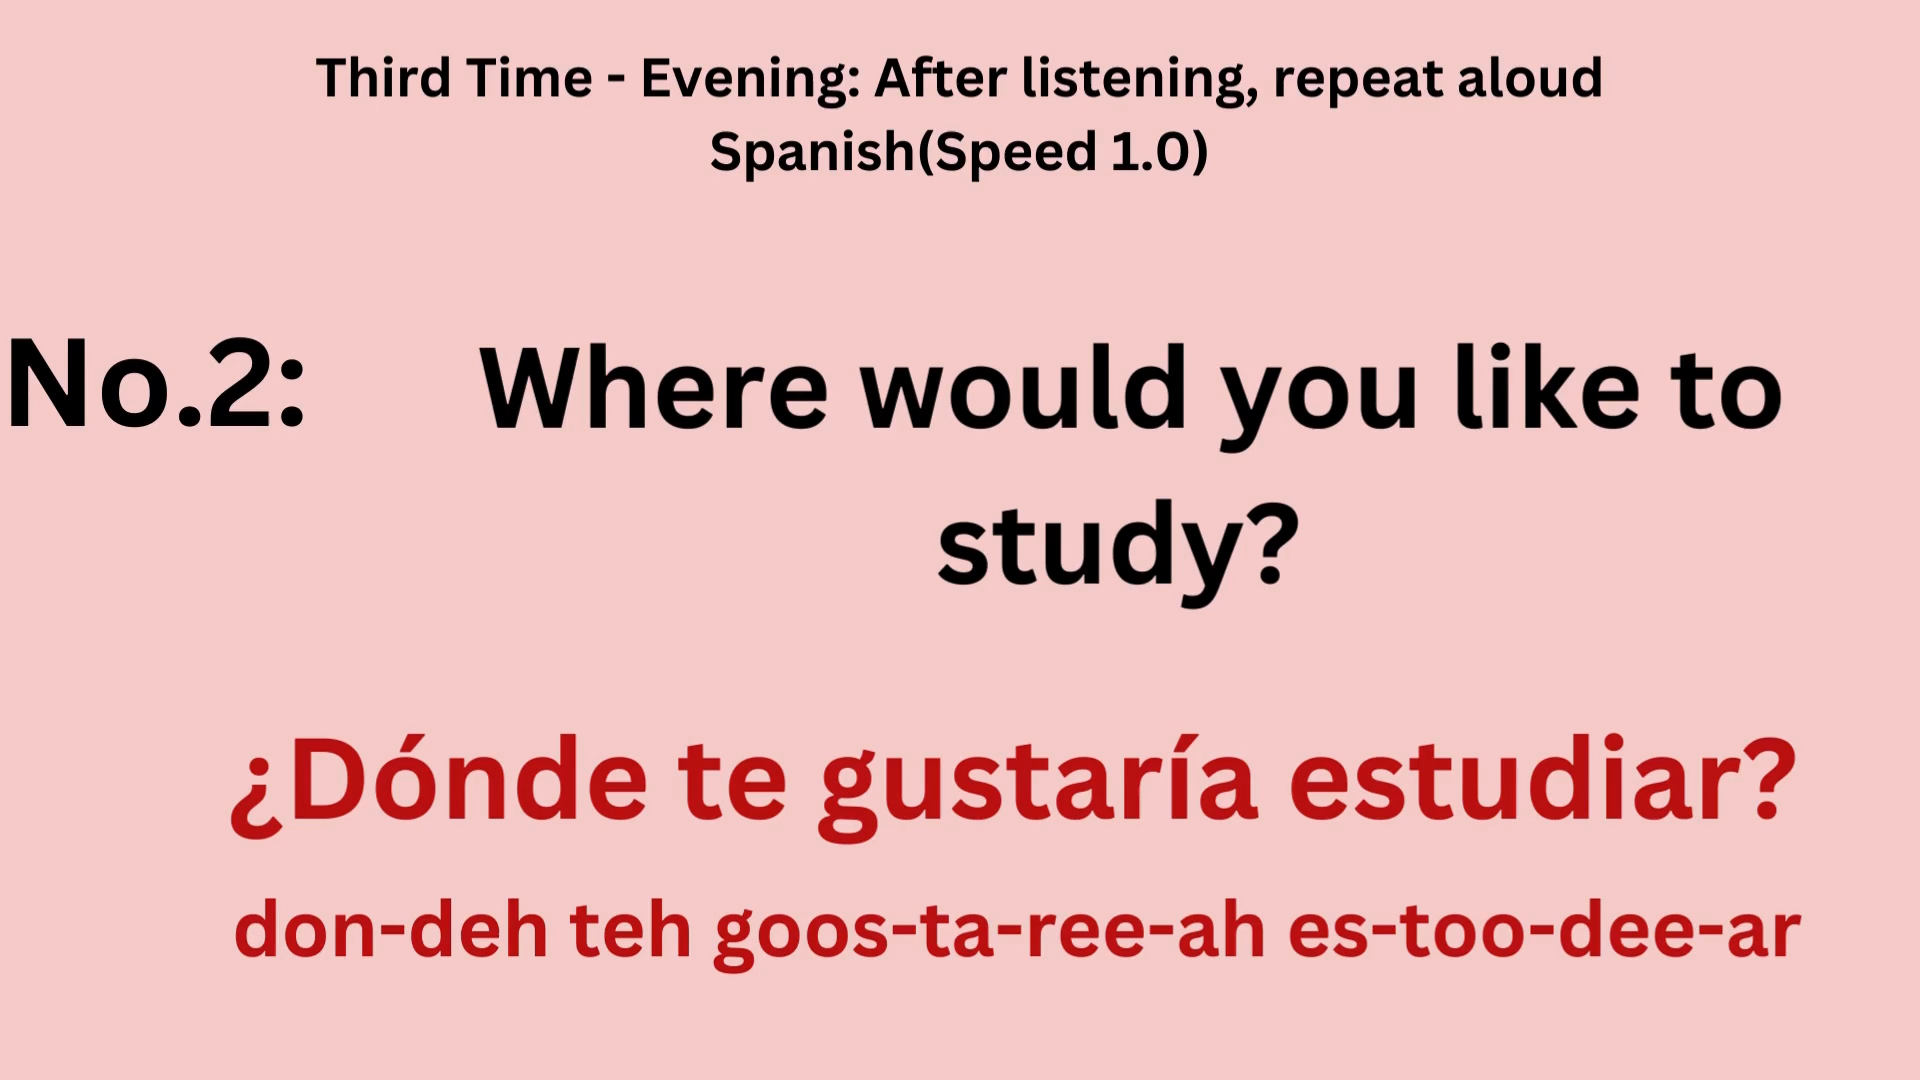 Third Time - Evening: After listening, repeat aloud
Spanish(Speed 1.0)
No.2: Where would you like to
study?
¿Dónde te gustaría estudiar?
don-deh teh goos-ta-ree-ah es-too-dee-ar